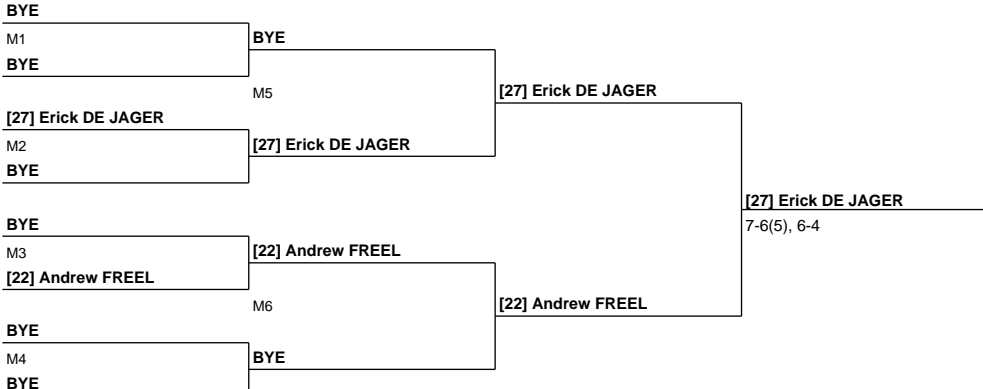 BYE
M1
BYE
BYE
M5
[27] Erick DE JAGER
[27] Erick DE JAGER
M2
[27] Erick DE JAGER
BYE
[27] Erick DE JAGER
7-6(5), 6-4
BYE
M3
[22] Andrew FREEL
[22] Andrew FREEL
M6
[22] Andrew FREEL
BYE
M4
BYE
BYE